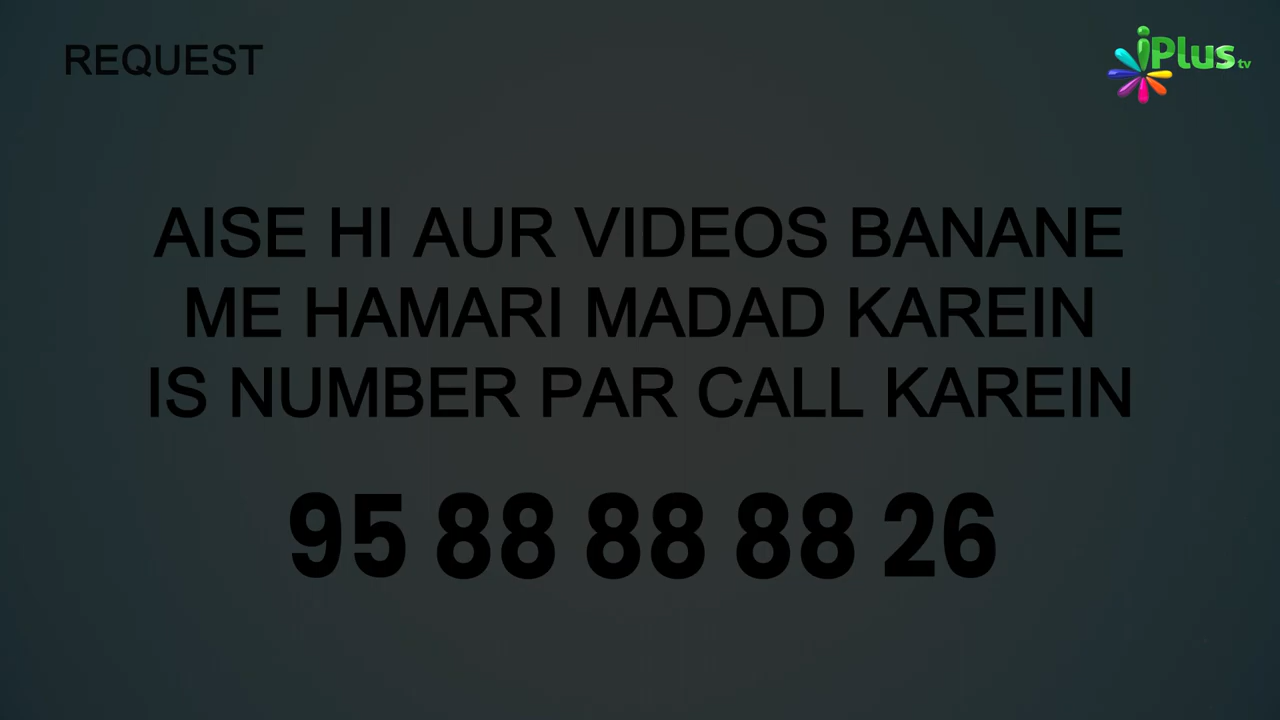 REQUEST
iPlus tv
AISE HI AUR VIDEOS BANANE
ME HAMARI MADAD KAREIN
IS NUMBER PAR CALL KAREIN
95 88 88 88 26